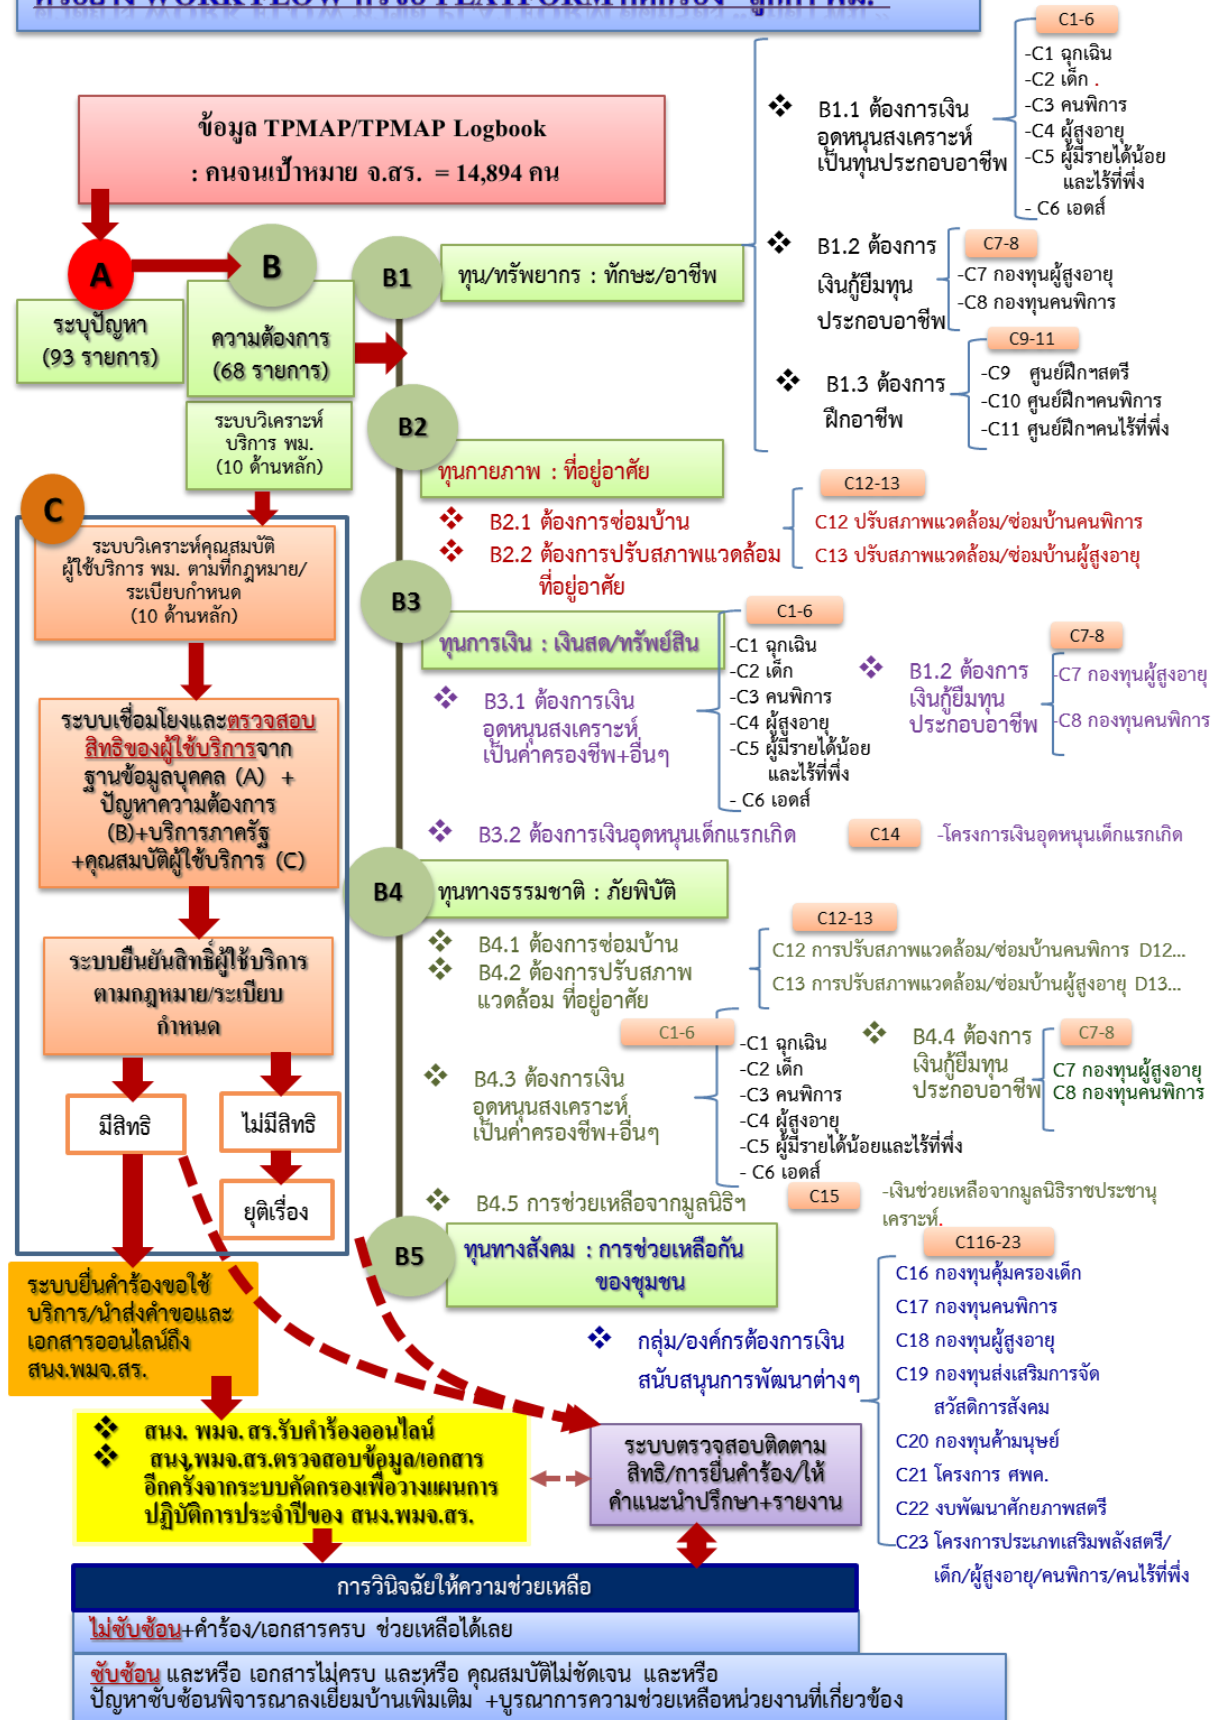 WORK FLOW
PLATFORM
ข้อมูล TPMAP/TPMAP Logbook
: คนจนเป้าหมาย จ.สร. = 14,894 คน
A
ระบุปัญหา
(93 รายการ)
B
ความต้องการ
(68 รายการ)
ระบบวิเคราะห์
บริการ พม.
(10 ด้านหลัก)
C
ระบบวิเคราะห์คุณสมบัติ
ผู้ใช้บริการ พม. ตามที่กฎหมาย/
ระเบียบกำหนด
(10 ด้านหลัก)
ระบบเชื่อมโยงและตรวจสอบ
สิทธิของผู้ใช้บริการจาก
ฐานข้อมูลบุคคล (A) +
ปัญหาความต้องการ
(B)+บริการภาครัฐ
+คุณสมบัติผู้ใช้บริการ (C)
ระบบยืนยันสิทธิ์ผู้ใช้บริการ
ตามกฎหมาย/ระเบียบ
กำหนด
มีสิทธิ
ไม่มีสิทธิ
ยุติเรื่อง
ระบบยื่นคำร้องขอใช้
บริการ/นำส่งคำขอและ
เอกสารออนไลน์ถึง
สนง.พมจ.สร.
❖ สนง. พมจ. สร.รับคำร้องออนไลน์
❖ สนง.พมจ.สร.ตรวจสอบข้อมูล/เอกสาร
อีกครั้งจากระบบคัดกรองเพื่อวางแผนการ
ปฏิบัติการประจำปีของ สนง.พมจ.สร.
B1
ทุน/ทรัพยากร : ทักษะ/อาชีพ
❖ B1.1 ต้องการเงิน
อุดหนุนสงเคราะห์
เป็นทุนประกอบอาชีพ
C1-6
-C1 ฉุกเฉิน
-C2 เด็ก .
-C3 คนพิการ
-C4 ผู้สูงอายุ
-C5 ผู้มีรายได้น้อย
และไร้ที่พึ่ง
- C6 เอดส์
❖ B1.2 ต้องการ
เงินกู้ยืมทุน
ประกอบอาชีพ
C7-8
-C7 กองทุนผู้สูงอายุ
-C8 กองทุนคนพิการ
❖ B1.3 ต้องการ
ฝึกอาชีพ
C9-11
-C9 ศูนย์ฝึกฯสตรี
-C10 ศูนย์ฝึกฯคนพิการ
-C11 ศูนย์ฝึกฯคนไร้ที่พึ่ง
B2
ทุนกายภาพ : ที่อยู่อาศัย
❖ B2.1 ต้องการซ่อมบ้าน
❖ B2.2 ต้องการปรับสภาพแวดล้อม
ที่อยู่อาศัย
C12-13
C12 ปรับสภาพแวดล้อม/ซ่อมบ้านคนพิการ
C13 ปรับสภาพแวดล้อม/ซ่อมบ้านผู้สูงอายุ
B3
ทุนการเงิน : เงินสด/ทรัพย์สิน
❖ B3.1 ต้องการเงิน
อุดหนุนสงเคราะห์
เป็นค่าครองชีพ+อื่นๆ
C1-6
-C1 ฉุกเฉิน
-C2 เด็ก
-C3 คนพิการ
-C4 ผู้สูงอายุ
-C5 ผู้มีรายได้น้อย
และไร้ที่พึ่ง
- C6 เอดส์
❖ B1.2 ต้องการ
เงินกู้ยืมทุน
ประกอบอาชีพ
C7-8
-C7 กองทุนผู้สูงอายุ
-C8 กองทุนคนพิการ
❖ B3.2 ต้องการเงินอุดหนุนเด็กแรกเกิด
C14
-โครงการเงินอุดหนุนเด็กแรกเกิด
B4
ทุนทางธรรมชาติ : ภัยพิบัติ
❖ B4.1 ต้องการซ่อมบ้าน
❖ B4.2 ต้องการปรับสภาพ
แวดล้อม ที่อยู่อาศัย
C12-13
C12 การปรับสภาพแวดล้อม/ซ่อมบ้านคนพิการ D12...
C13 การปรับสภาพแวดล้อม/ซ่อมบ้านผู้สูงอายุ D13...
❖ B4.3 ต้องการเงิน
อุดหนุนสงเคราะห์
เป็นค่าครองชีพ+อื่นๆ
C1-6
-C1 ฉุกเฉิน
-C2 เด็ก
-C3 คนพิการ
-C4 ผู้สูงอายุ
-C5 ผู้มีรายได้น้อยและไร้ที่พึ่ง
- C6 เอดส์
❖ B4.4 ต้องการ
เงินกู้ยืมทุน
ประกอบอาชีพ
C7-8
C7 กองทุนผู้สูงอายุ
C8 กองทุนคนพิการ
❖ B4.5 การช่วยเหลือจากมูลนิธิฯ
C15
-เงินช่วยเหลือจากมูลนิธิราชประชานุ
เคราะห์.
B5
ทุนทางสังคม : การช่วยเหลือกัน
ของชุมชน
❖ กลุ่ม/องค์กรต้องการเงิน
สนับสนุนการพัฒนาต่างๆ
C116-23
C16 กองทุนคุ้มครองเด็ก
C17 กองทุนคนพิการ
C18 กองทุนผู้สูงอายุ
C19 กองทุนส่งเสริมการจัด
สวัสดิการสังคม
C20 กองทุนค้ามนุษย์
C21 โครงการ ศพค.
C22 งบพัฒนาศักยภาพสตรี
C23 โครงการประเภทเสริมพลังสตรี/
เด็ก/ผู้สูงอายุ/คนพิการ/คนไร้ที่พึ่ง
ระบบตรวจสอบติดตาม
สิทธิ/การยื่นคำร้อง/ให้
คำแนะนำปรึกษา+รายงาน
การวินิจฉัยให้ความช่วยเหลือ
ไม่ซับซ้อน+คำร้อง/เอกสารครบ ช่วยเหลือได้เลย
ซับซ้อน และหรือ เอกสารไม่ครบ และหรือ คุณสมบัติไม่ชัดเจน และหรือ
ปัญหาซับซ้อนพิจารณาลงเยี่ยมบ้านเพิ่มเติม +บูรณาการความช่วยเหลือหน่วยงานที่เกี่ยวข้อง